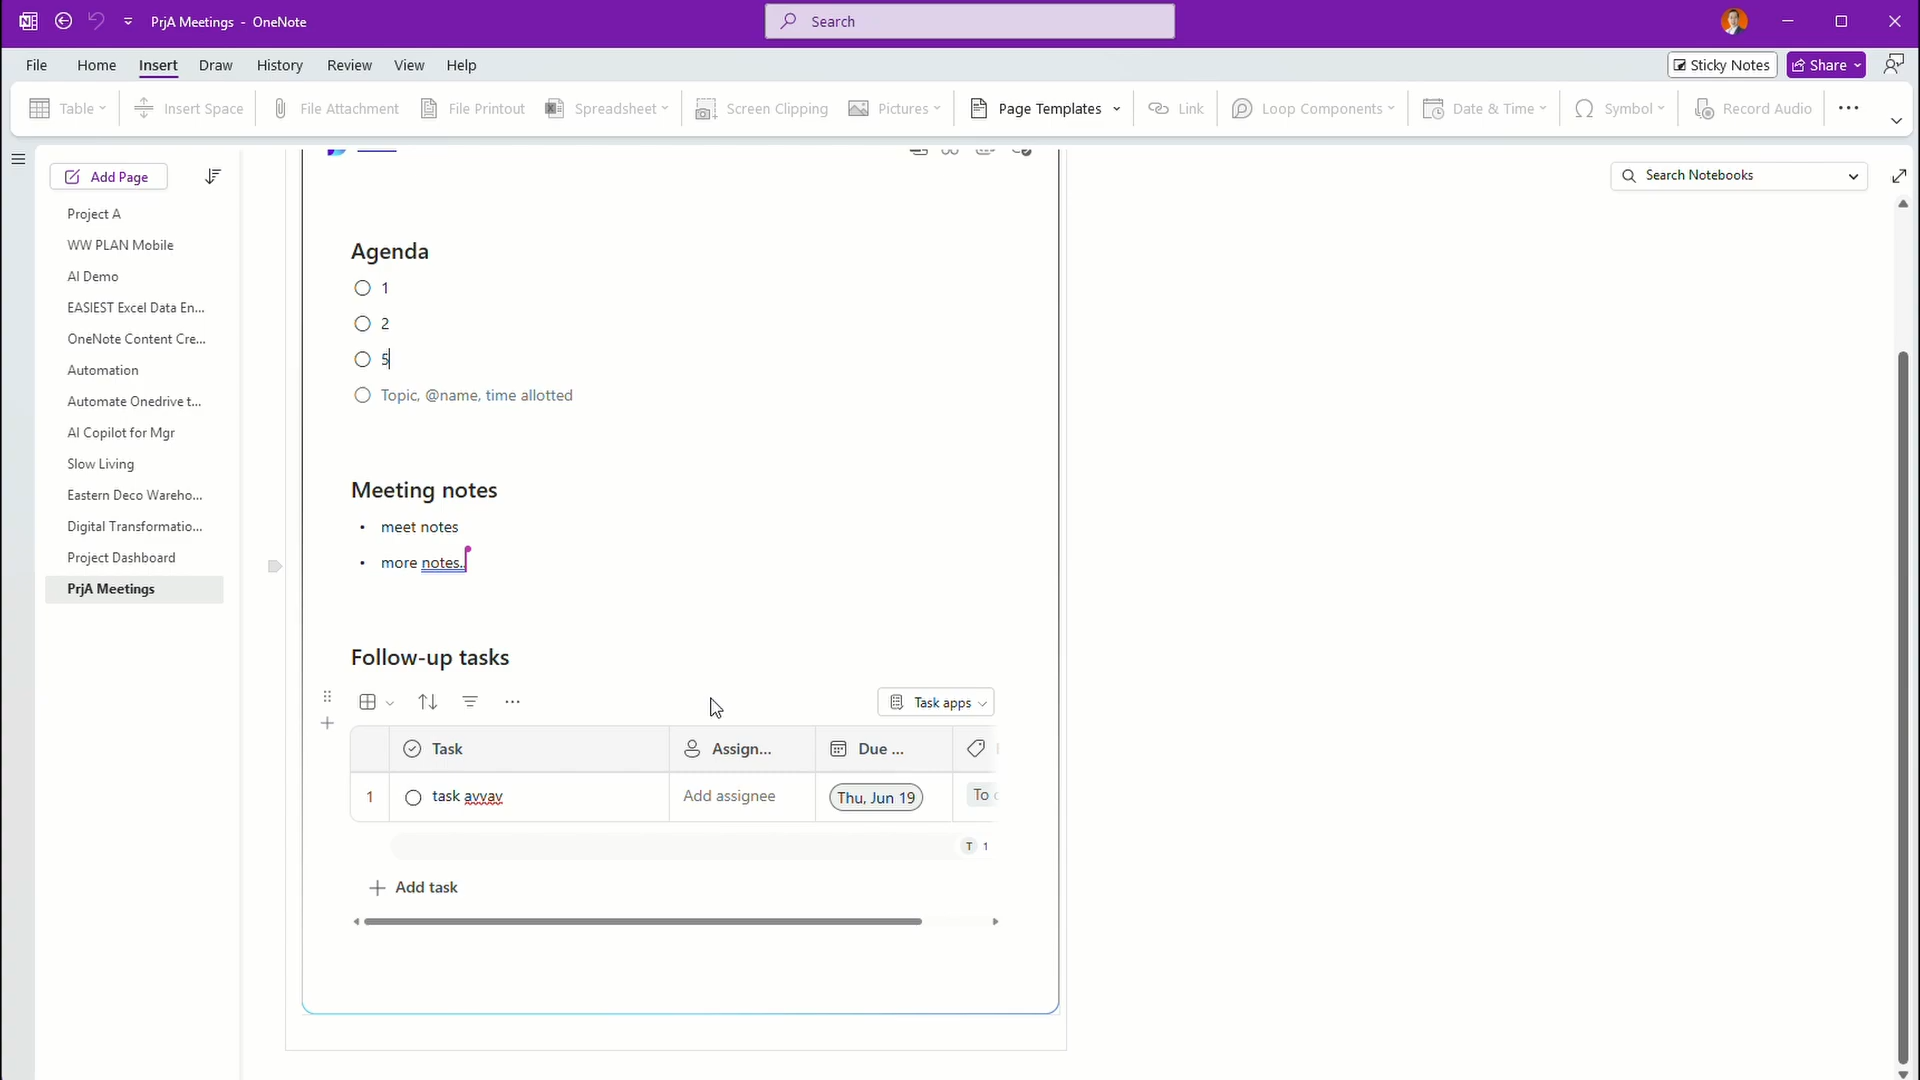 PrjA Meetings - OneNote
Search
File Home Insert Draw History Review View Help
Sticky Notes Share
Table Insert Space File Attachment File Printout Spreadsheet Screen Clipping Pictures Page Templates Link Loop Components Date & Time Symbol Record Audio
Add Page
Search Notebooks
Project A
WW PLAN Mobile
AI Demo
EASIEST Excel Data En...
OneNote Content Cre...
Automation
Automate Onedrive t...
AI Copilot for Mgr
Slow Living
Eastern Deco Wareho...
Digital Transformatio...
Project Dashboard
PrjA Meetings
Agenda
1
2
5
Topic, @name, time allotted
Meeting notes
• meet notes
• more notes..
Follow-up tasks
Task apps
Task Assign... Due ...
1 task avvav Add assignee Thu, Jun 19 To
T 1
Add task